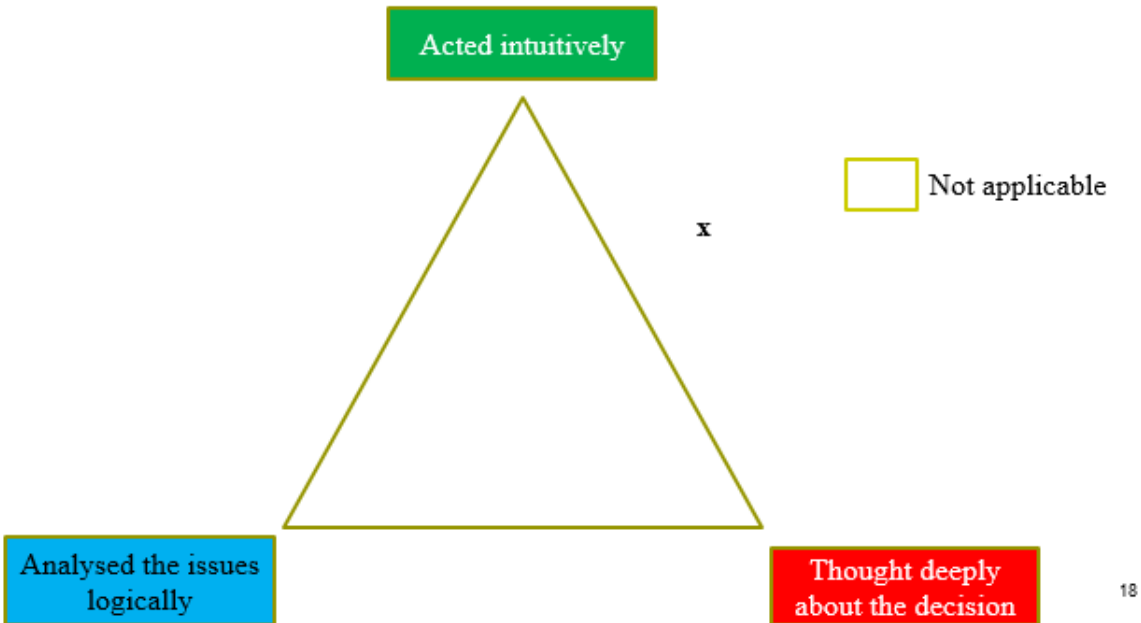 Acted intuitively
Not applicable
x
Analysed the issues
logically
Thought deeply
about the decision
18